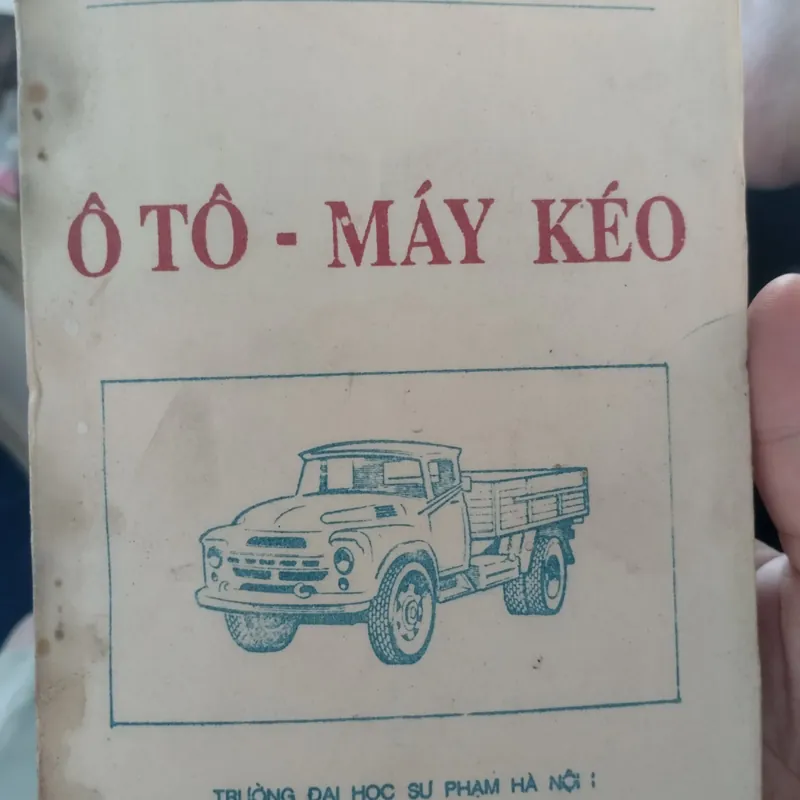 Ô TÔ - MÁY KÉO
TRƯỜNG ĐẠI HỌC SƯ PHẠM HÀ NỘI